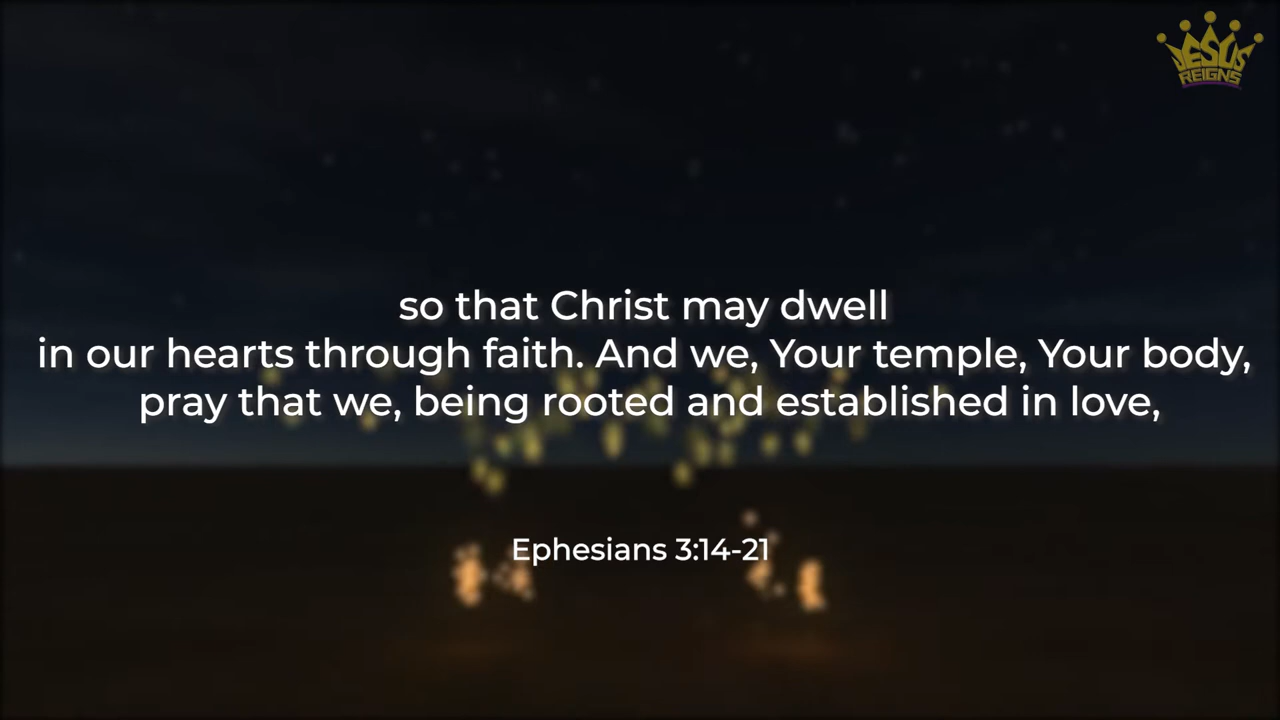 JESUS
REIGNS
so that Christ may dwell
in our hearts through faith. And we, Your temple, Your body,
pray that we, being rooted and established in love,
Ephesians 3:14-21